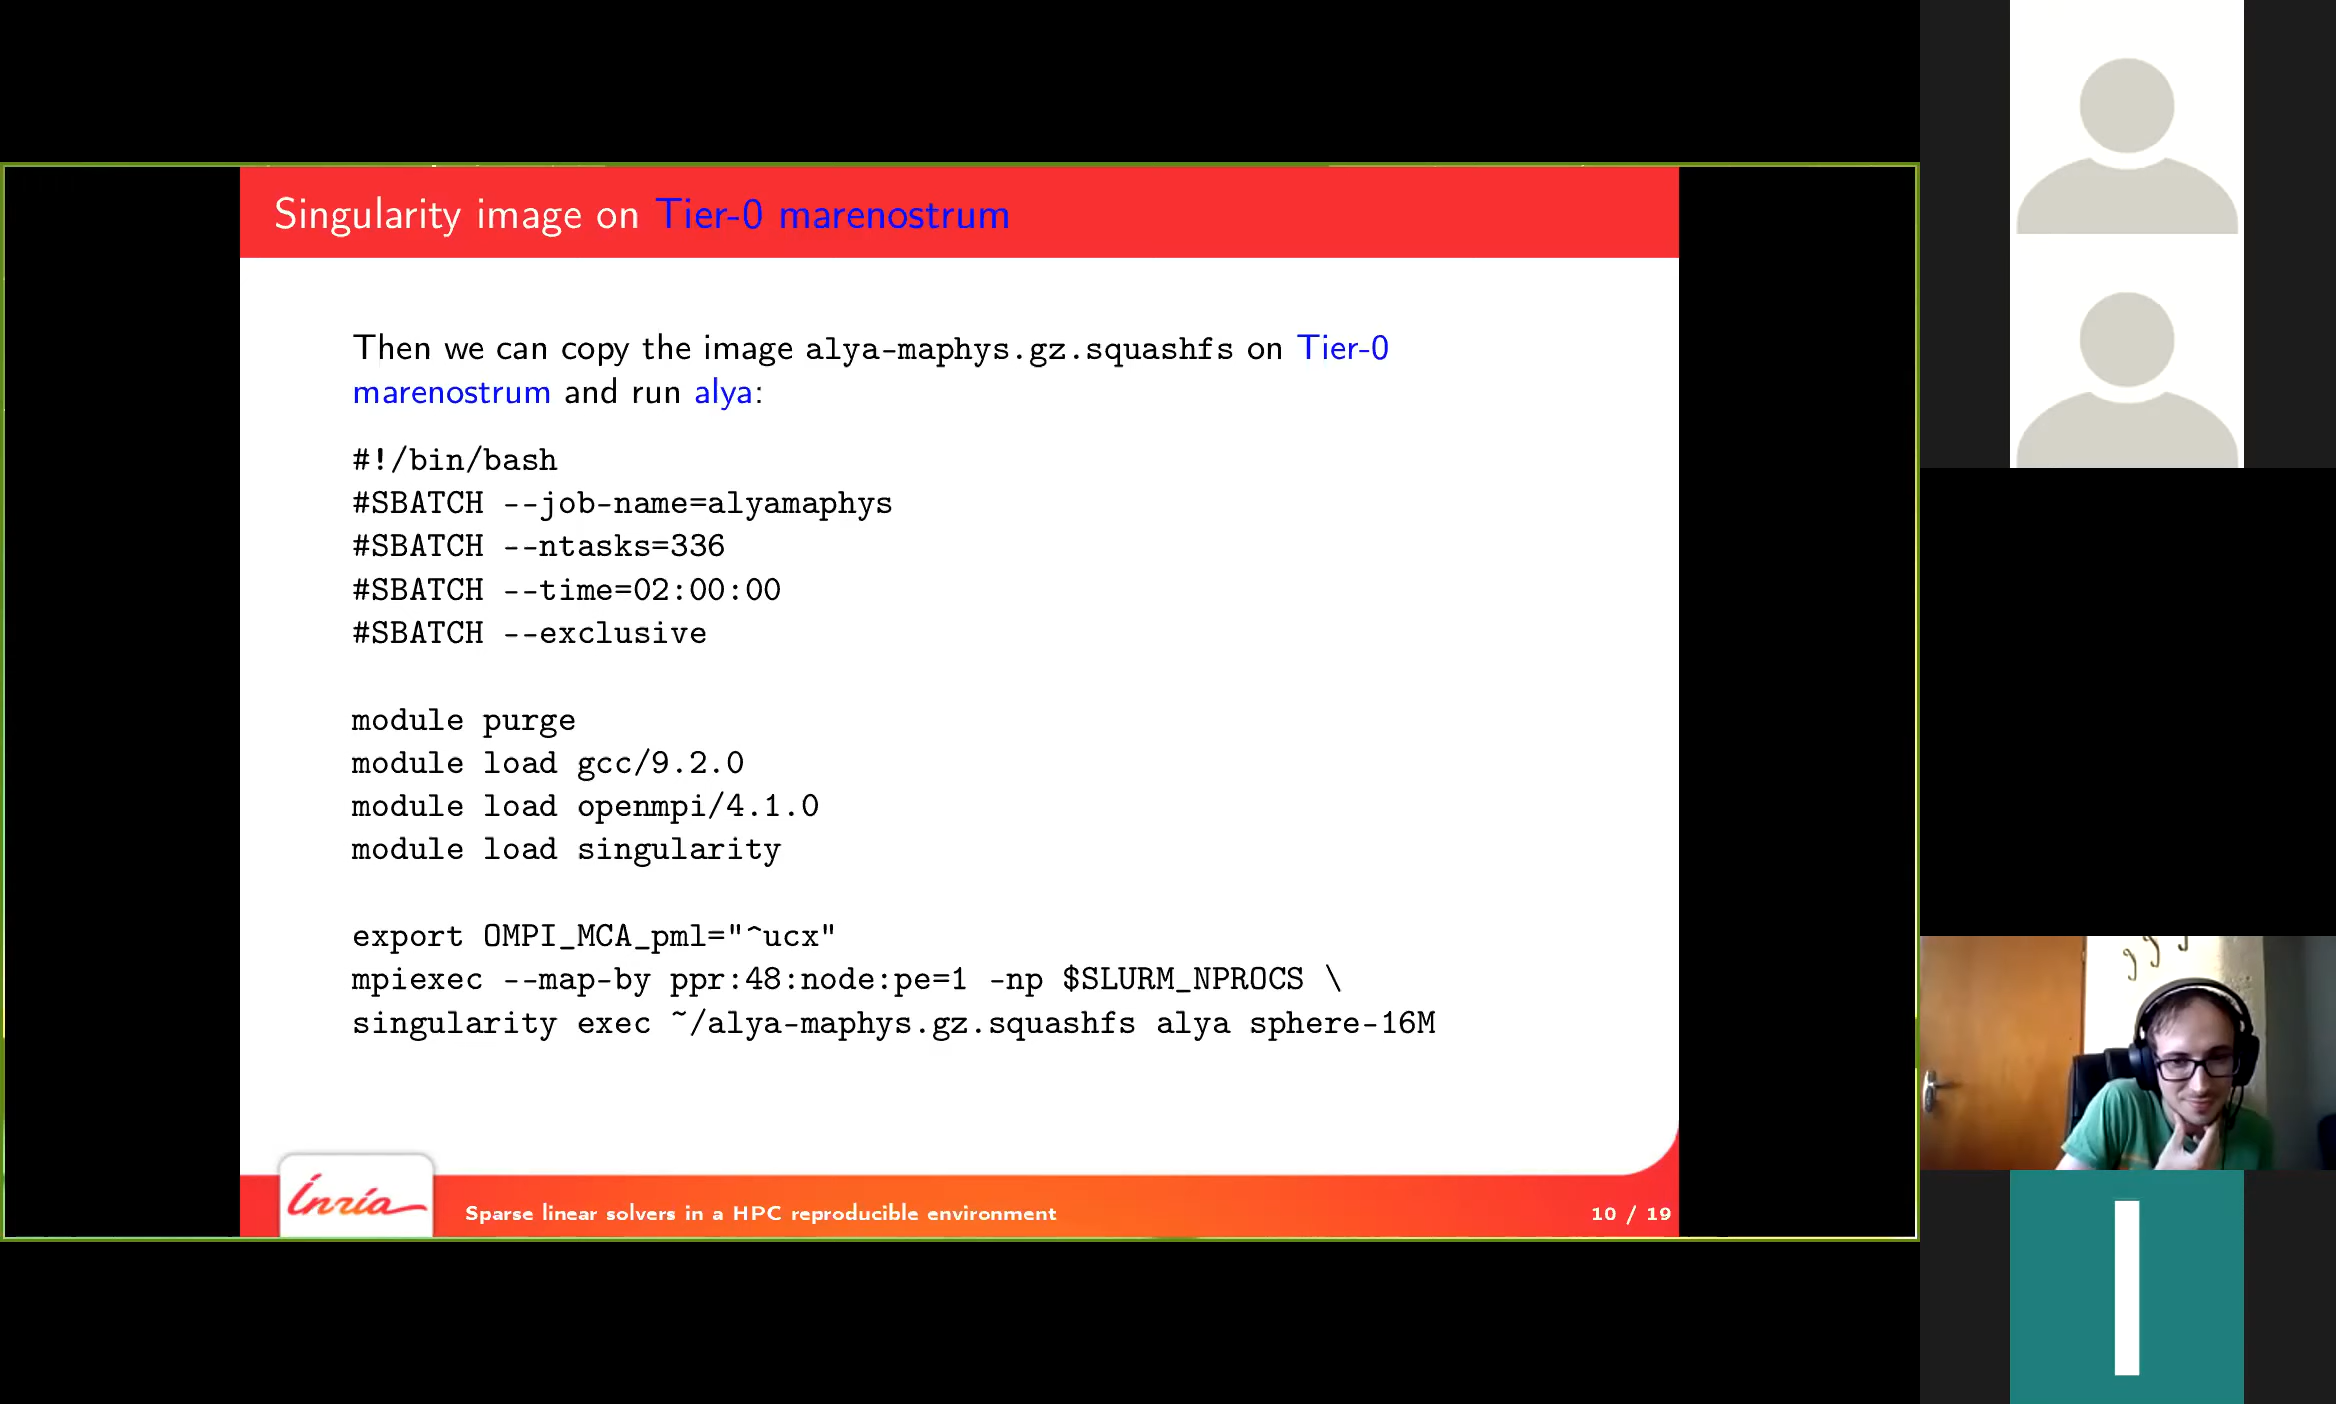 Singularity image on Tier-0 marenostrum
Then we can copy the image alya-maphys.gz.squashfs on Tier-0
marenostrum and run alya:
#!/bin/bash
#SBATCH --job-name=alyamaphys
#SBATCH --ntasks=336
#SBATCH --time=02:00:00
#SBATCH --exclusive
module purge
module load gcc/9.2.0
module load openmpi/4.1.0
module load singularity
export OMPI_MCA_pml="^ucx"
mpiexec --map-by ppr:48:node:pe=1 -np $SLURM_NPROCS \
singularity exec ~/alya-maphys.gz.squashfs alya sphere-16M
Inria
Sparse linear solvers in a HPC reproducible environment
10 / 19
I